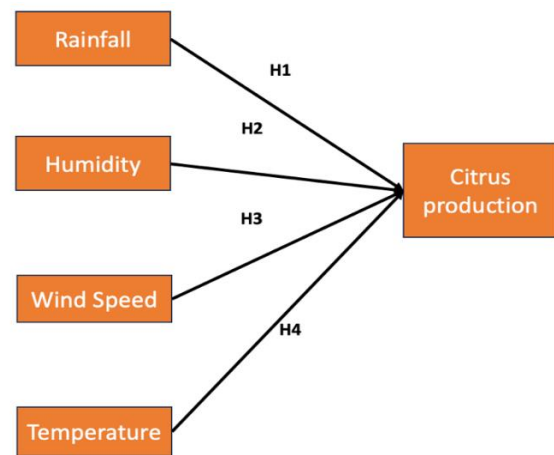 Rainfall
H1
H2
Humidity
Citrus
production
H3
Wind Speed
H4
Temperature